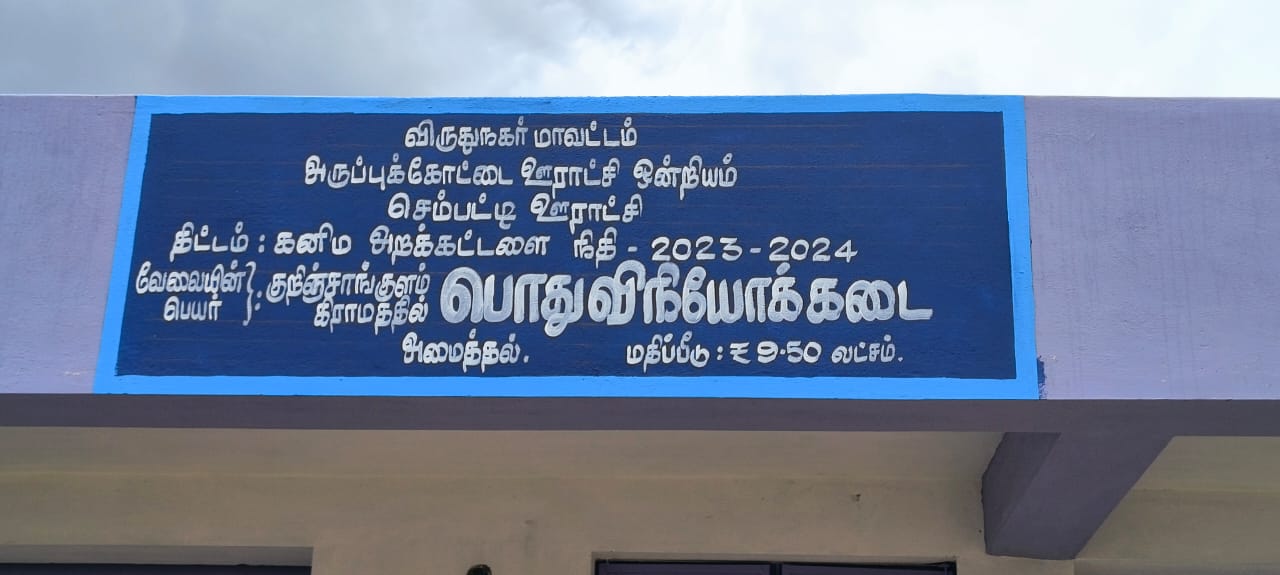 விருதுநகர் மாவட்டம்
அருப்புக்கோட்டை ஊராட்சி ஒன்றியம்
செம்பட்டி ஊராட்சி
திட்டம் : கனிம அறக்கட்டளை நிதி - 2023 - 2024
வேலையின் பெயர் }: குறிஞ்சாங்குளம் கிராமத்தில் பொதுவிநியோக்கடை
அமைத்தல். மதிப்பீடு : ₹ 9.50 லட்சம்.